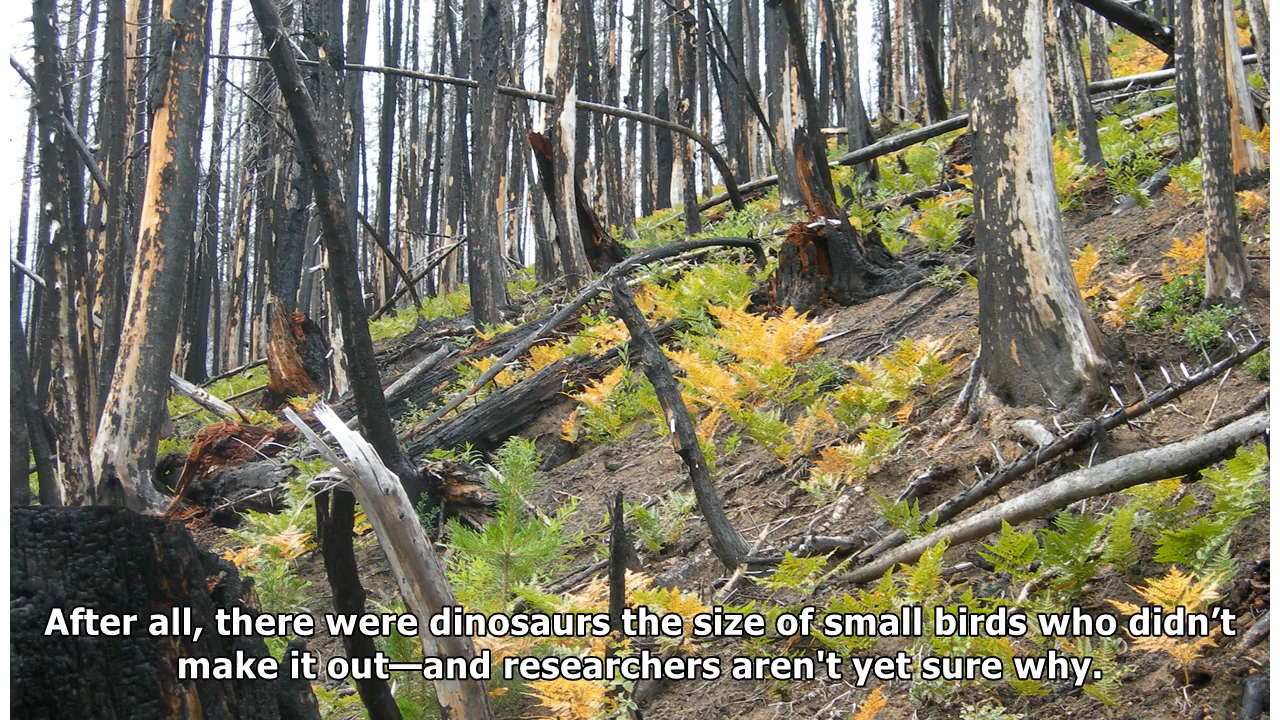 After all, there were dinosaurs the size of small birds who didn’t
make it out—and researchers aren't yet sure why.